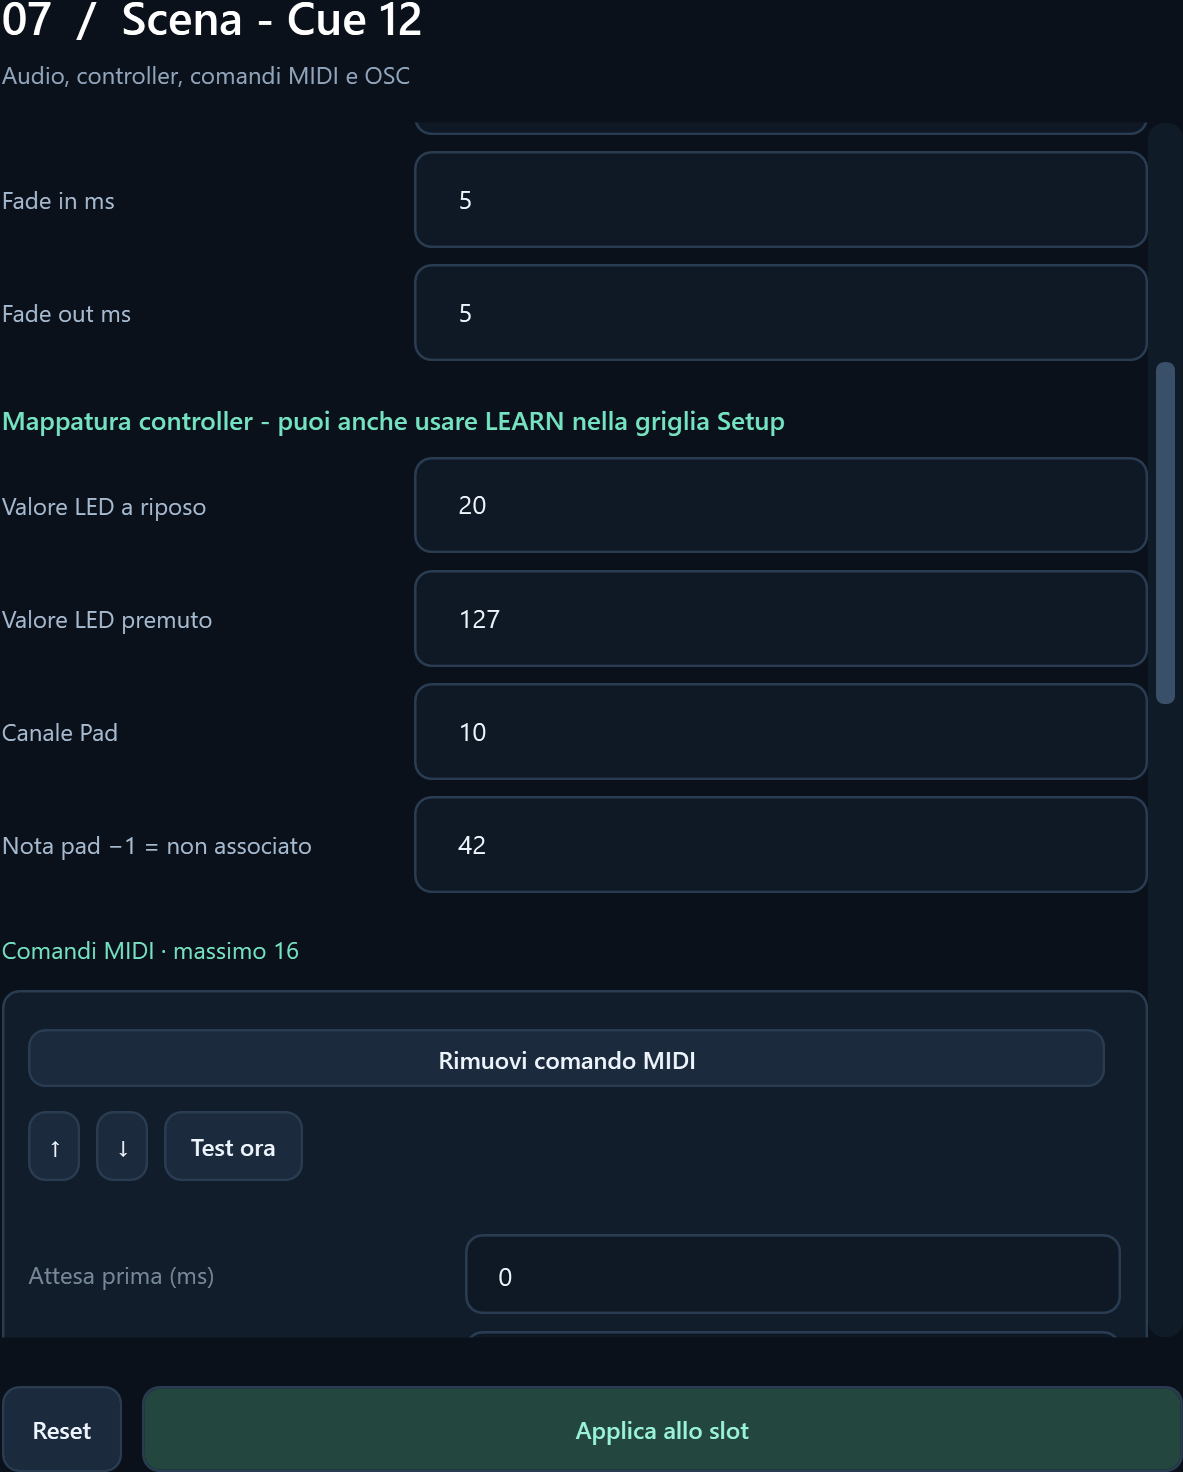 07 / Scena - Cue 12
Audio, controller, comandi MIDI e OSC
Fade in ms
5
Fade out ms
5
Mappatura controller - puoi anche usare LEARN nella griglia Setup
Valore LED a riposo
20
Valore LED premuto
127
Canale Pad
10
Nota pad −1 = non associato
42
Comandi MIDI · massimo 16
Rimuovi comando MIDI
↑ ↓ Test ora
Attesa prima (ms)
0
Reset
Applica allo slot